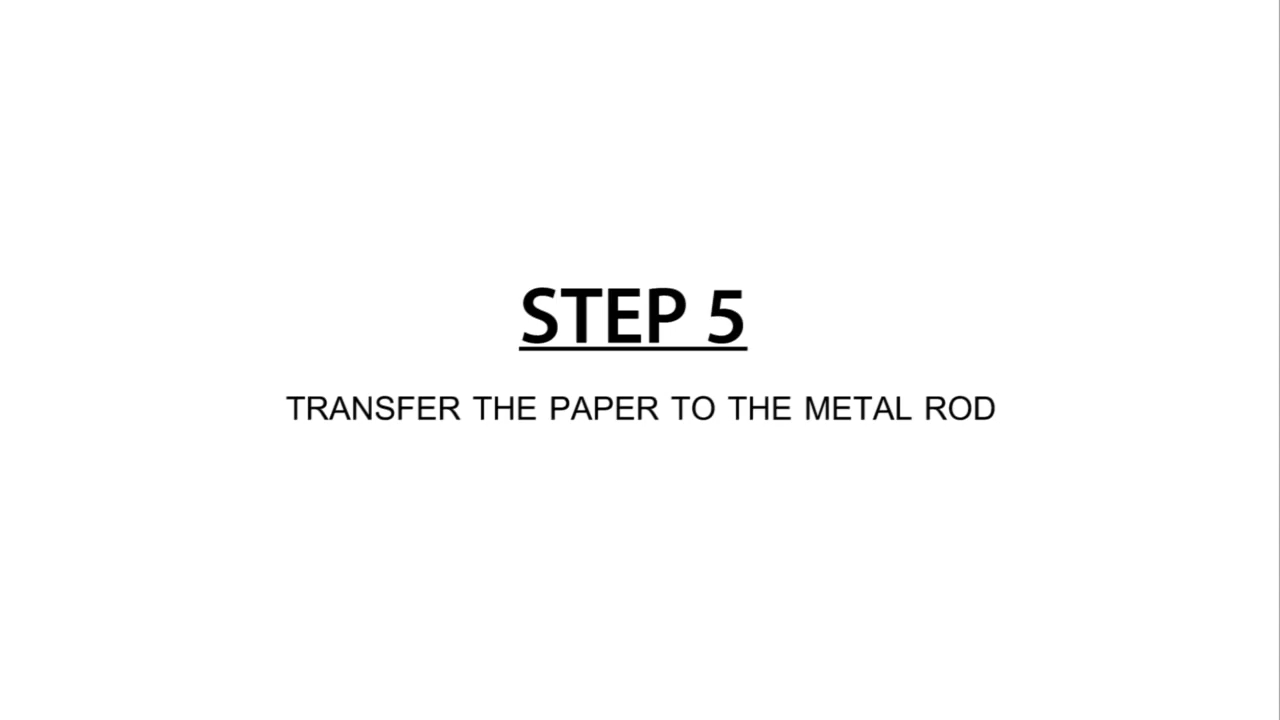 STEP 5
TRANSFER THE PAPER TO THE METAL ROD